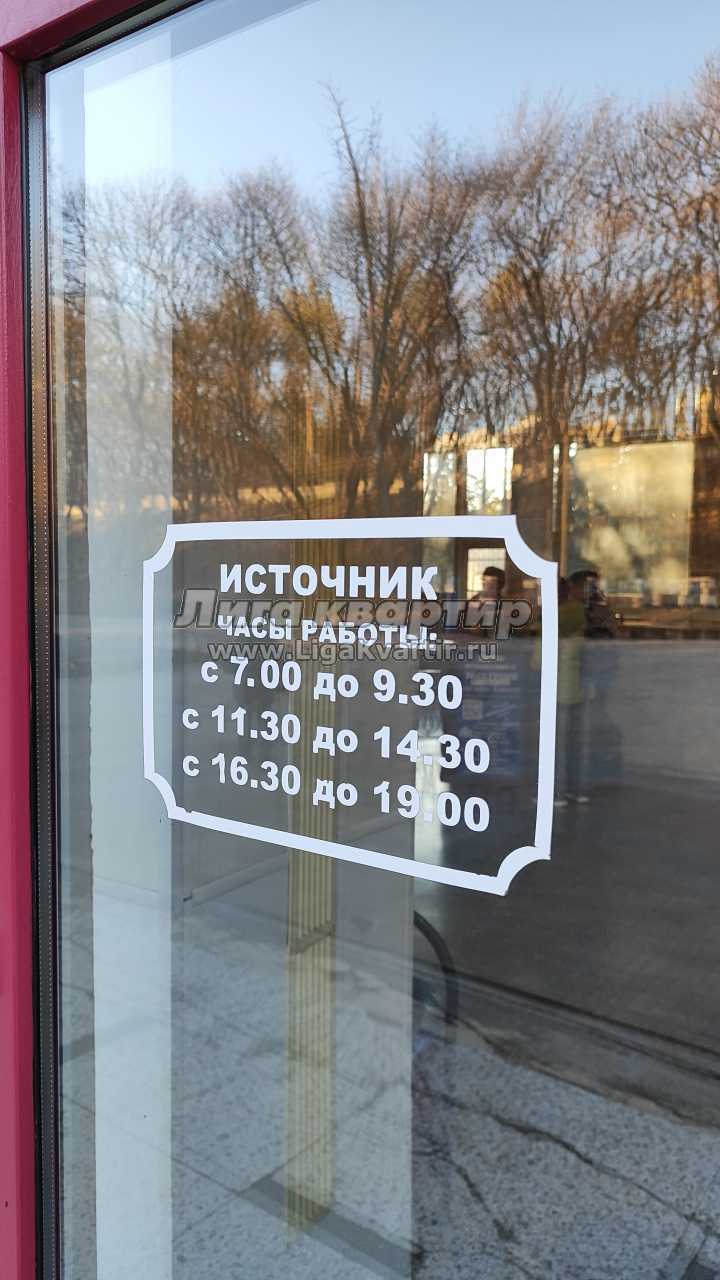 ИСТОЧНИК
Лига квартир
ЧАСЫ РАБОТЫ:
www.LigaKvartir.ru
с 7.00 до 9.30
с 11.30 до 14.30
с 16.30 до 19.00